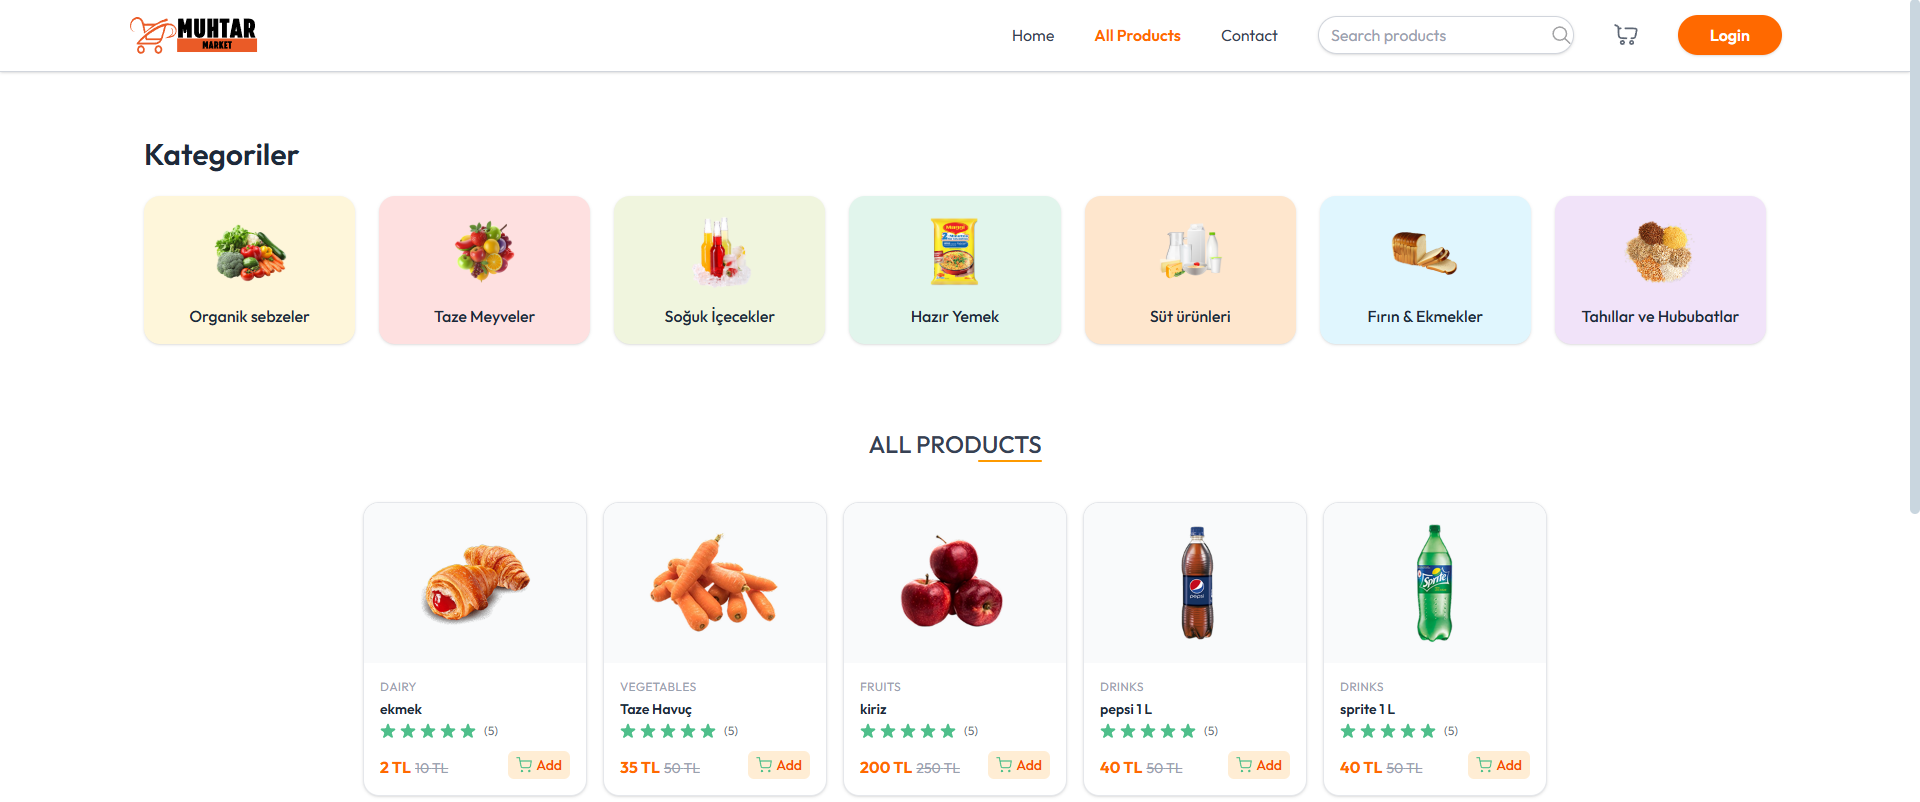 MUHTAR
MARKET
Home
All Products
Contact
Search products
Login
Kategoriler
Organik sebzeler
Taze Meyveler
Soğuk İçecekler
Maggi
Hazır Yemek
Süt ürünleri
Fırın & Ekmekler
Tahıllar ve Hububatlar
ALL PRODUCTS
DAIRY
ekmek
(5)
2 TL 10 TL
Add
VEGETABLES
Taze Havuç
(5)
35 TL 50 TL
Add
FRUITS
kiriz
(5)
200 TL 250 TL
Add
pepsi
DRINKS
pepsi 1 L
(5)
40 TL 50 TL
Add
Sprite
DRINKS
sprite 1 L
(5)
40 TL 50 TL
Add